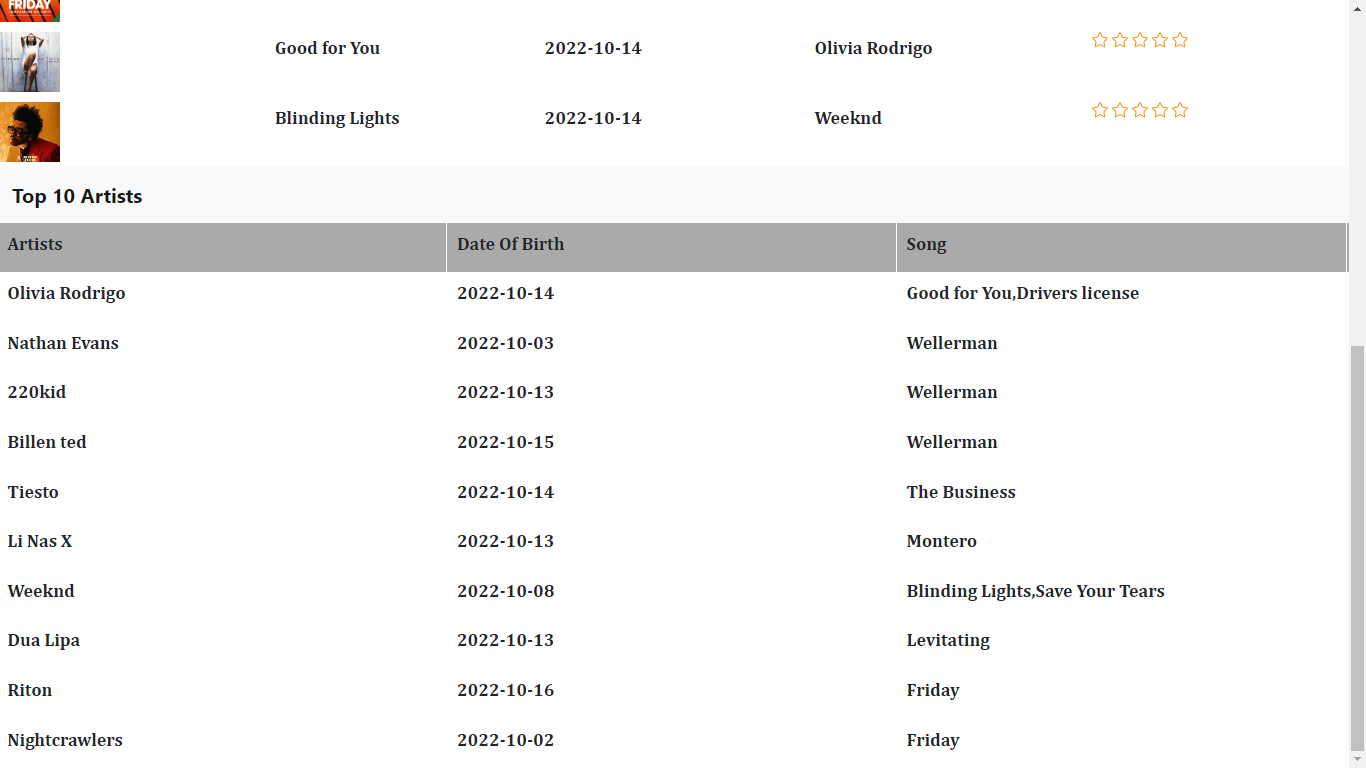 FRIDAY
Good for You 2022-10-14 Olivia Rodrigo
Blinding Lights 2022-10-14 Weeknd
Top 10 Artists
Artists Date Of Birth Song
Olivia Rodrigo 2022-10-14 Good for You,Drivers license
Nathan Evans 2022-10-03 Wellerman
220kid 2022-10-13 Wellerman
Billen ted 2022-10-15 Wellerman
Tiesto 2022-10-14 The Business
Li Nas X 2022-10-13 Montero
Weeknd 2022-10-08 Blinding Lights,Save Your Tears
Dua Lipa 2022-10-13 Levitating
Riton 2022-10-16 Friday
Nightcrawlers 2022-10-02 Friday